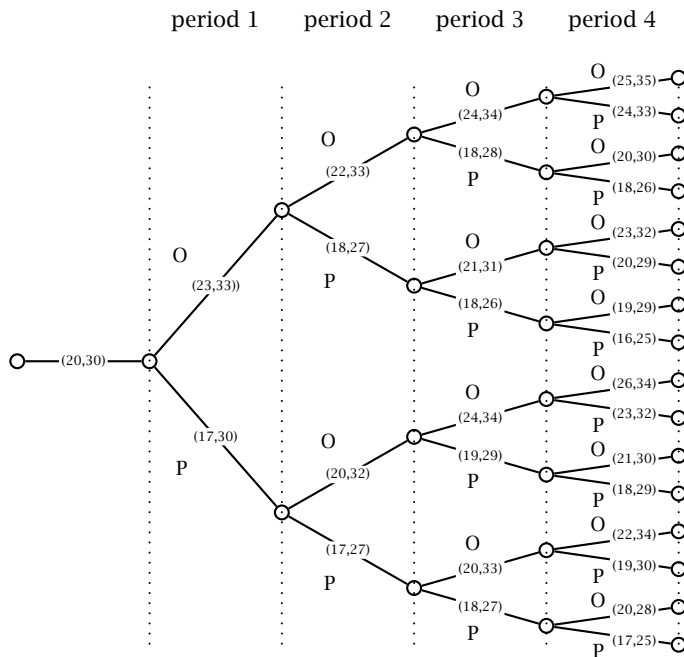 period 1 period 2 period 3 period 4
O (25,35)
O
(24,34) (24,33)
P
O
O (20,30)
(22,33) (18,28)
P (18,26)
P
O (23,32)
O
(18,27) (21,31) (20,29)
P
O
P (18,26) O (19,29)
(23,33)) P (16,25)
P
(20,30)
O (26,34)
O
(17,30) (24,34) (23,32)
P
P O
O (21,30)
(20,32) (19,29)
P (18,29)
P
O (22,34)
O
(17,27) (20,33) (19,30)
P
P (18,27) O (20,28)
P (17,25)
P